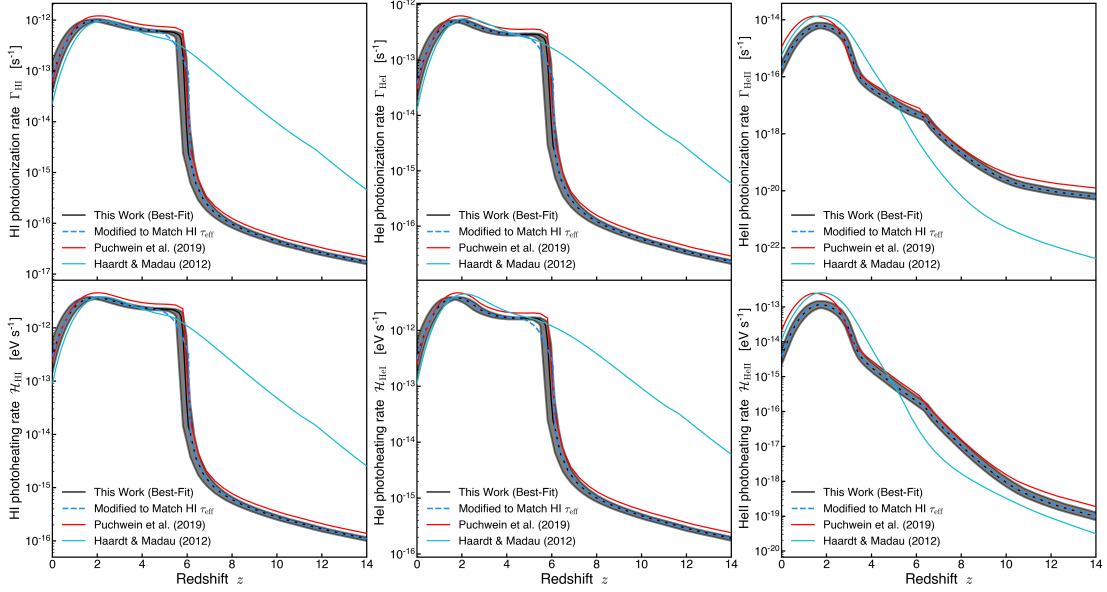 HI photoionization rate Γ_HI [s⁻¹]
10⁻¹²
10⁻¹³
10⁻¹⁴
10⁻¹⁵
10⁻¹⁶
10⁻¹⁷
This Work (Best-Fit)
Modified to Match HI τ_eff
Puchwein et al. (2019)
Haardt & Madau (2012)
HeI photoionization rate Γ_HeI [s⁻¹]
10⁻¹²
10⁻¹³
10⁻¹⁴
10⁻¹⁵
10⁻¹⁶
This Work (Best-Fit)
Modified to Match HI τ_eff
Puchwein et al. (2019)
Haardt & Madau (2012)
HeII photoionization rate Γ_HeII [s⁻¹]
10⁻¹⁴
10⁻¹⁶
10⁻¹⁸
10⁻²⁰
10⁻²²
This Work (Best-Fit)
Modified to Match HI τ_eff
Puchwein et al. (2019)
Haardt & Madau (2012)
HI photoheating rate ℋ_HI [eV s⁻¹]
10⁻¹²
10⁻¹³
10⁻¹⁴
10⁻¹⁵
10⁻¹⁶
This Work (Best-Fit)
Modified to Match HI τ_eff
Puchwein et al. (2019)
Haardt & Madau (2012)
0 2 4 6 8 10 12 14
Redshift z
HeI photoheating rate ℋ_HeI [eV s⁻¹]
10⁻¹²
10⁻¹³
10⁻¹⁴
10⁻¹⁵
10⁻¹⁶
This Work (Best-Fit)
Modified to Match HI τ_eff
Puchwein et al. (2019)
Haardt & Madau (2012)
0 2 4 6 8 10 12 14
Redshift z
HeII photoheating rate ℋ_HeII [eV s⁻¹]
10⁻¹³
10⁻¹⁴
10⁻¹⁵
10⁻¹⁶
10⁻¹⁷
10⁻¹⁸
10⁻¹⁹
10⁻²⁰
This Work (Best-Fit)
Modified to Match HI τ_eff
Puchwein et al. (2019)
Haardt & Madau (2012)
0 2 4 6 8 10 12 14
Redshift z